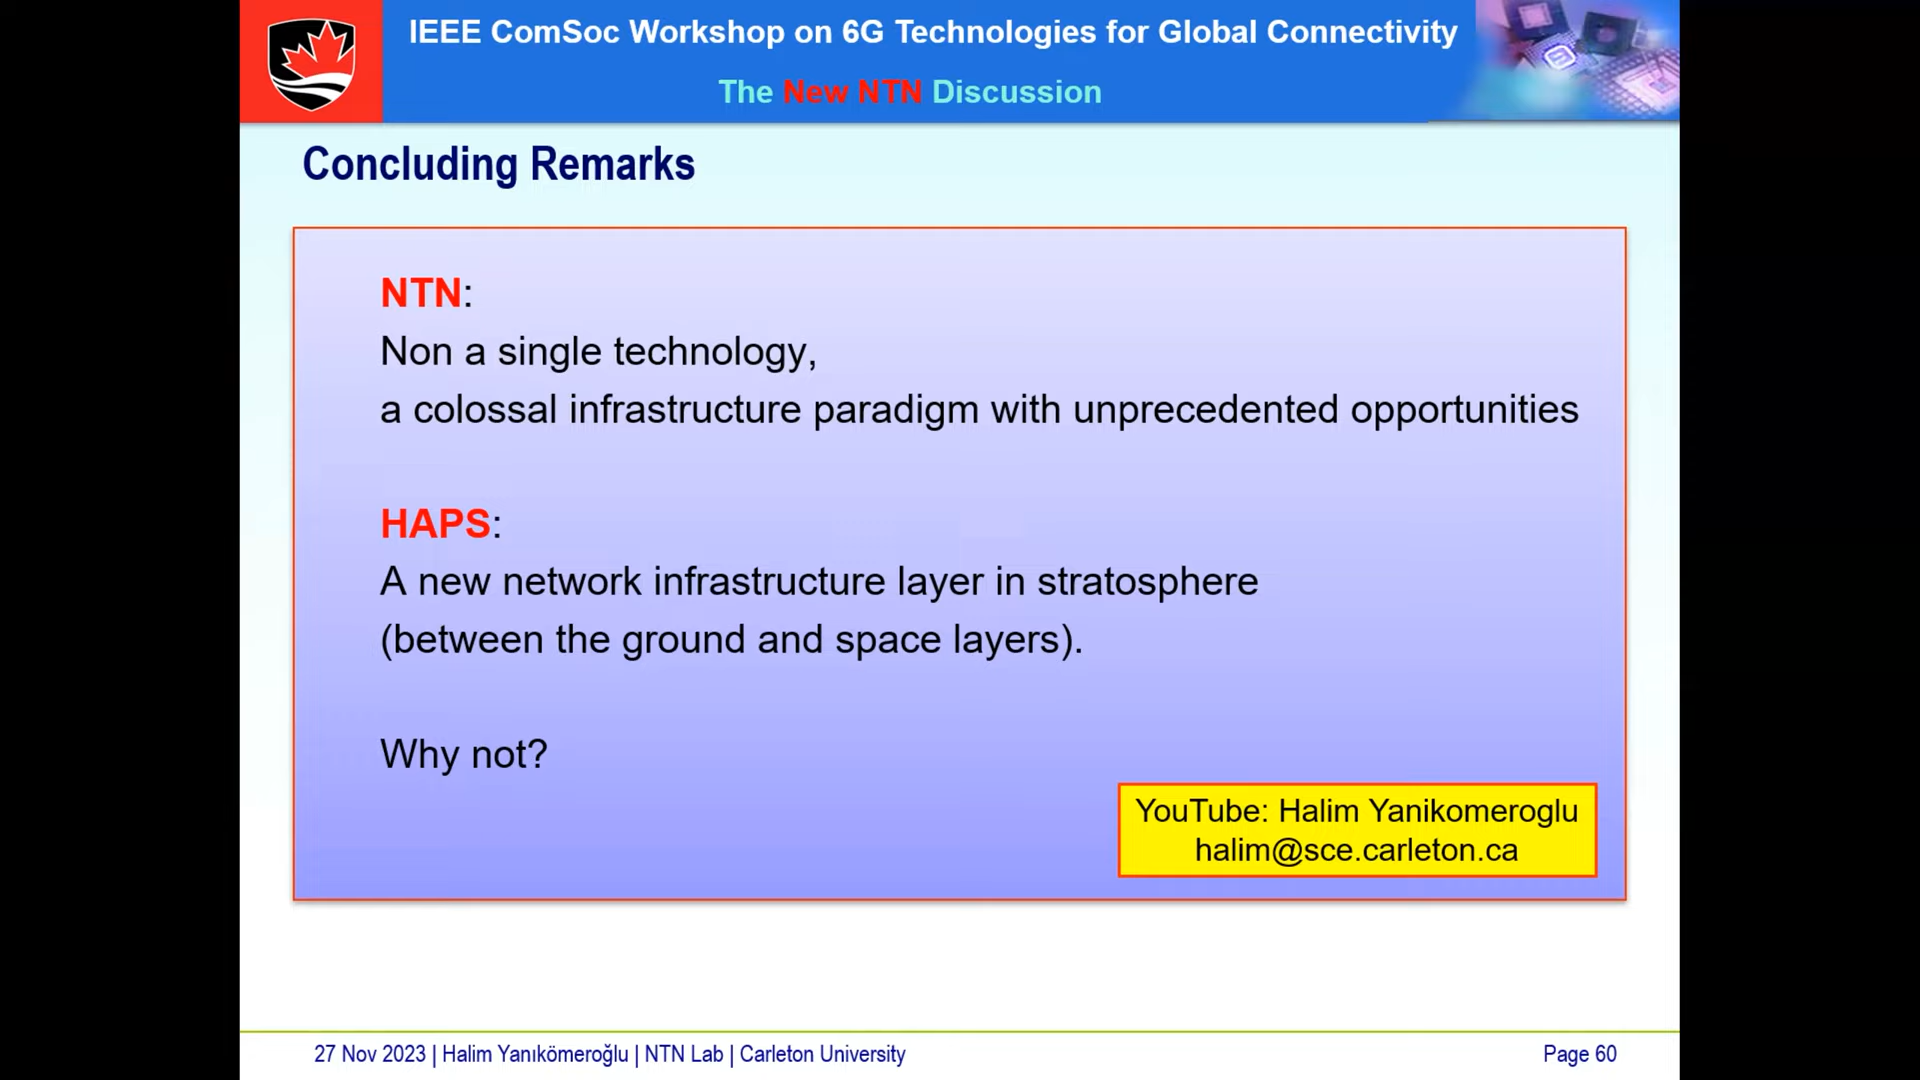 IEEE ComSoc Workshop on 6G Technologies for Global Connectivity
The New NTN Discussion
Concluding Remarks
NTN:
Non a single technology,
a colossal infrastructure paradigm with unprecedented opportunities
HAPS:
A new network infrastructure layer in stratosphere
(between the ground and space layers).
Why not?
YouTube: Halim Yanikomeroglu
halim@sce.carleton.ca
27 Nov 2023 | Halim Yanıkömeroğlu | NTN Lab | Carleton University
Page 60